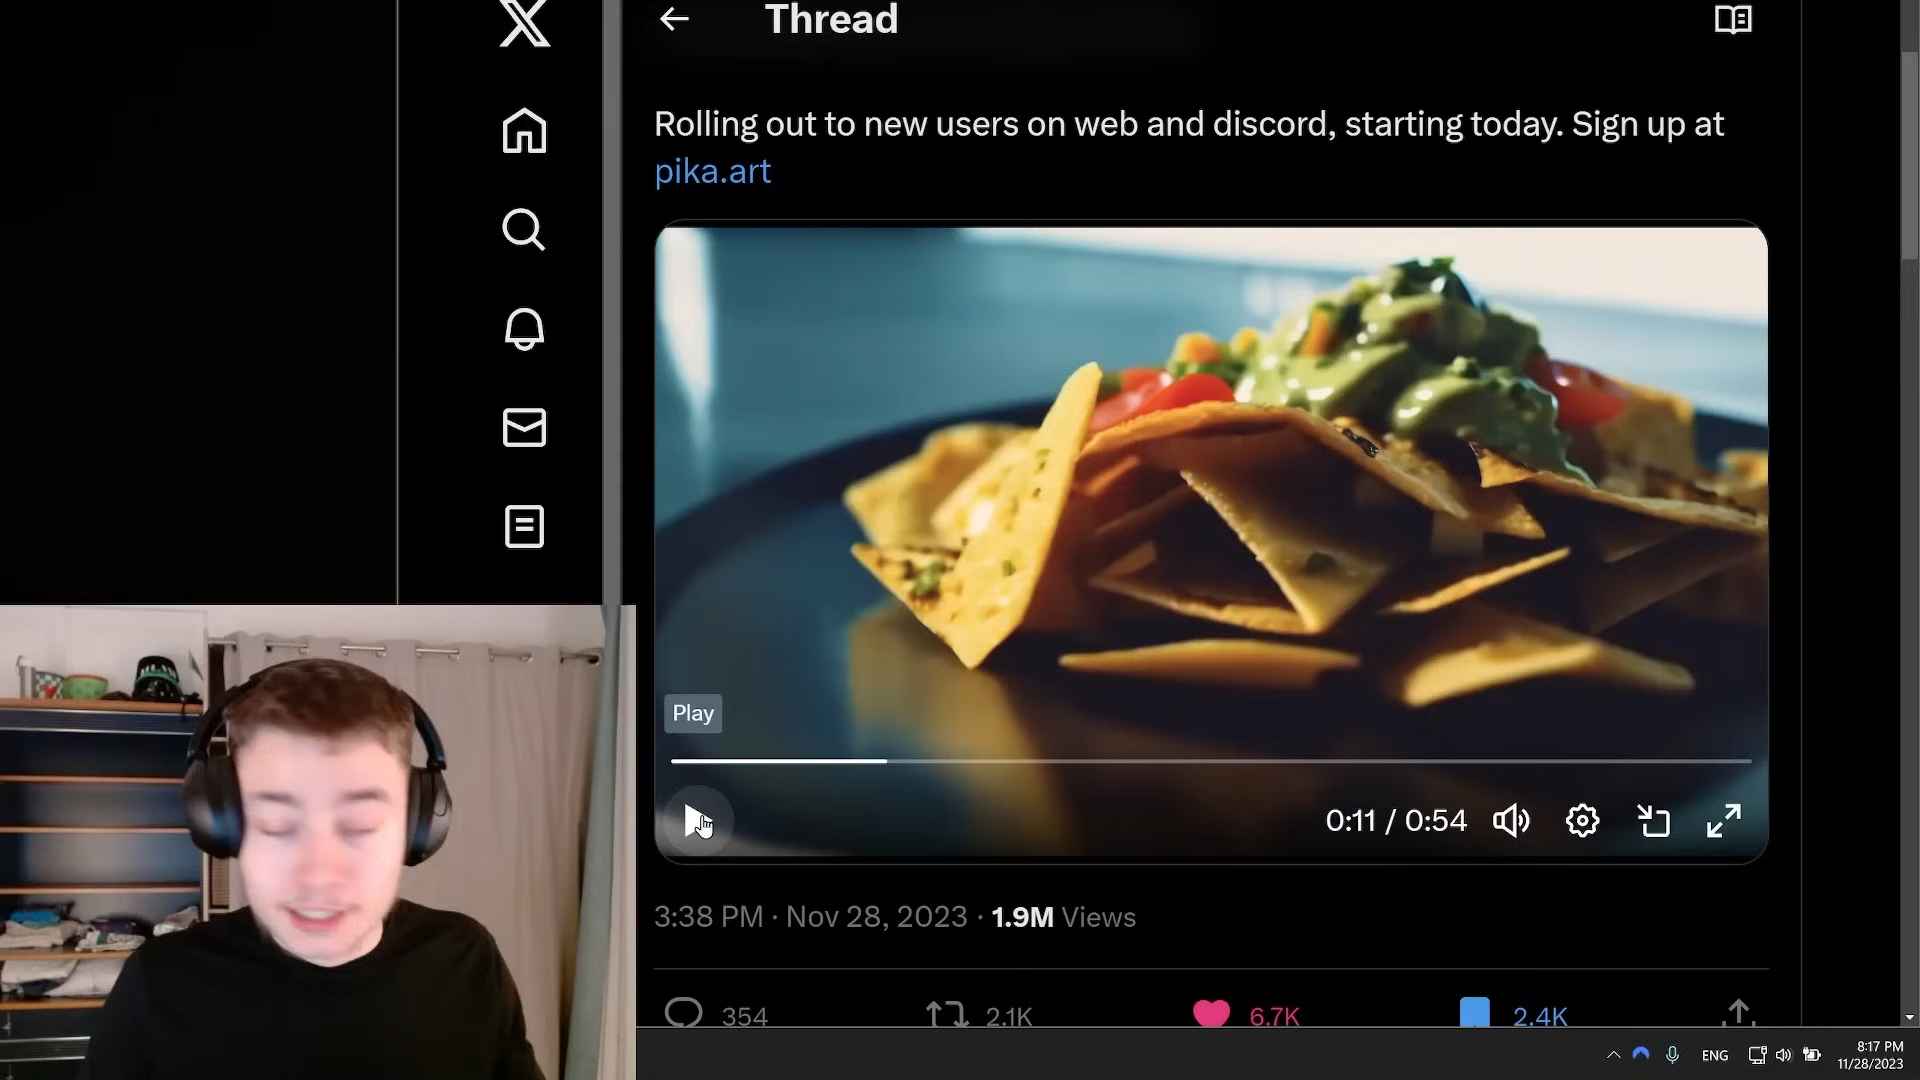 Thread
Rolling out to new users on web and discord, starting today. Sign up at
pika.art
Play
0:11 / 0:54
3:38 PM · Nov 28, 2023 · 1.9M Views
354
2.1K
6.7K
2.4K
ENG
8:17 PM
11/28/2023